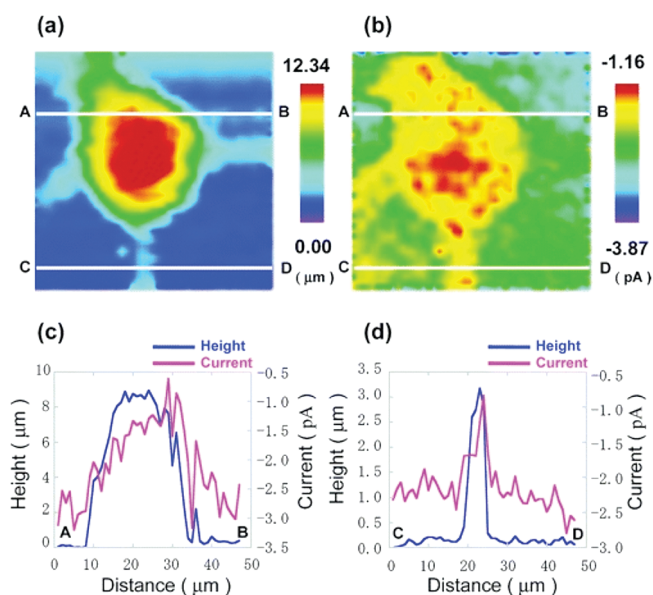 (a)
(b)
12.34
-1.16
A B A B
C D C D
0.00
-3.87
( μm ) ( pA )
(c)
(d)
Height
Current
Height
Current
10
8
6
4
2
0
Height ( μm )
−0.5
−1.0
−1.5
−2.0
−2.5
−3.0
−3.5
Current ( pA )
A B
0 10 20 30 40 50
Distance ( μm )
3.5
3.0
2.5
2.0
1.5
1.0
0.5
0.0
Height ( μm )
−0.5
−1.0
−1.5
−2.0
−2.5
−3.0
Current ( pA )
C D
0 10 20 30 40 50
Distance ( μm )